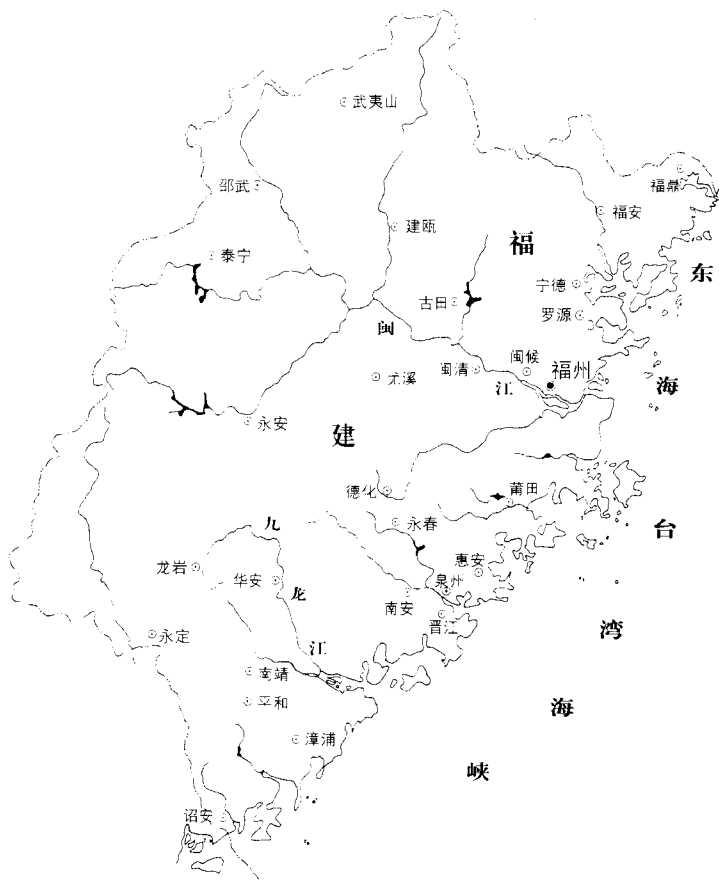 武夷山
邵武
福鼎
福安
建瓯
福
泰宁
东
宁德
古田
罗源
闽
闽候
闽清
福州
尤溪
江
海
永安
建
德化
莆田
永春
九
台
惠安
龙岩
华安
泉州
龙
南安
晋江
湾
永定
江
南靖
平和
海
漳浦
峡
诏安